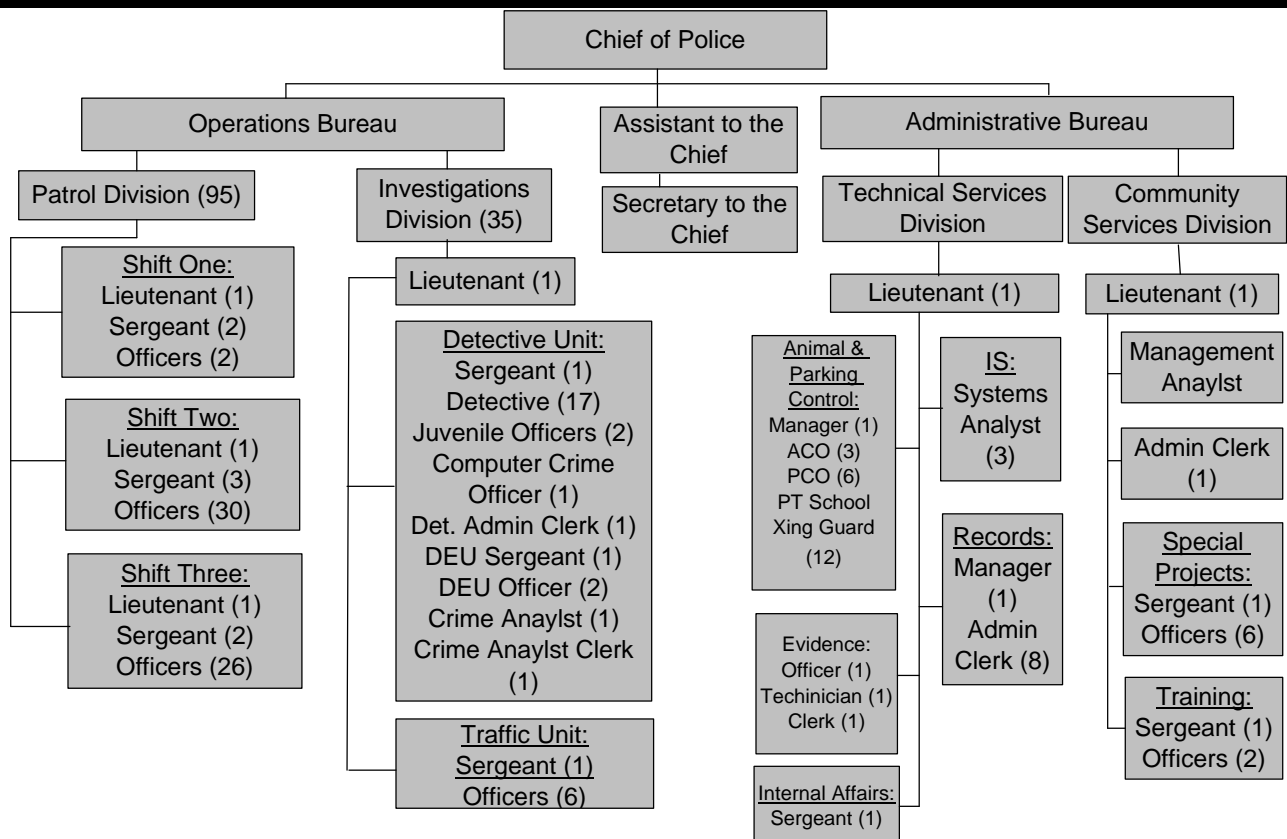 Chief of Police
Operations Bureau
Assistant to the
Chief
Administrative Bureau
Patrol Division (95)
Investigations
Division (35)
Secretary to the
Chief
Technical Services
Division
Community
Services Division
Shift One:
Lieutenant (1)
Sergeant (2)
Officers (2)
Shift Two:
Lieutenant (1)
Sergeant (3)
Officers (30)
Shift Three:
Lieutenant (1)
Sergeant (2)
Officers (26)
Lieutenant (1)
Detective Unit:
Sergeant (1)
Detective (17)
Juvenile Officers (2)
Computer Crime
Officer (1)
Det. Admin Clerk (1)
DEU Sergeant (1)
DEU Officer (2)
Crime Anaylst (1)
Crime Anaylst Clerk
(1)
Traffic Unit:
Sergeant (1)
Officers (6)
Lieutenant (1)
Animal &
Parking
Control:
Manager (1)
ACO (3)
PCO (6)
PT School
Xing Guard
(12)
Evidence:
Officer (1)
Techinician (1)
Clerk (1)
Internal Affairs:
Sergeant (1)
IS:
Systems
Analyst
(3)
Records:
Manager
(1)
Admin
Clerk (8)
Lieutenant (1)
Management
Anaylst
Admin Clerk
(1)
Special
Projects:
Sergeant (1)
Officers (6)
Training:
Sergeant (1)
Officers (2)